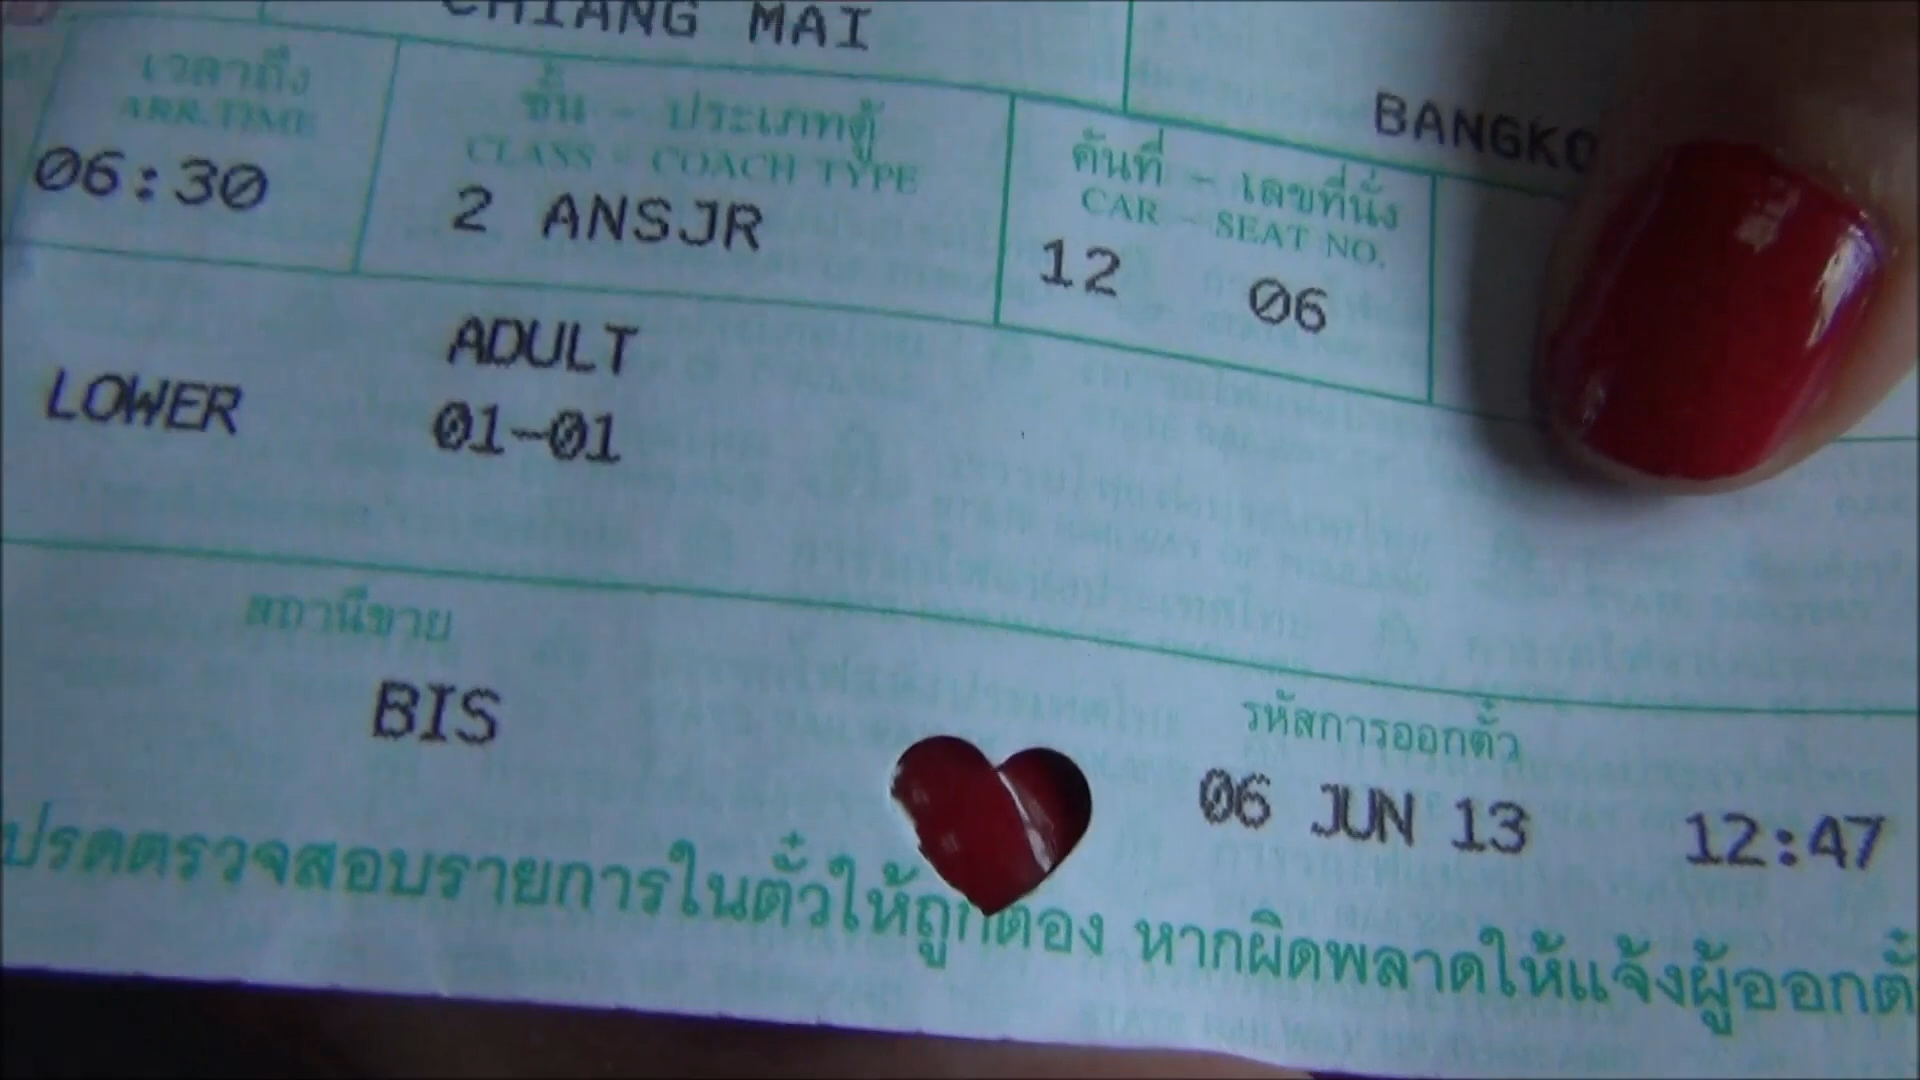 CHIANG MAI
BANGKO
เวลาถึง
ARR.TIME
06:30
ชั้น - ประเภทตู้
CLASS - COACH TYPE
2 ANSJR
คันที่ - เลขที่นั่ง
CAR - SEAT NO.
12 06
ADULT
LOWER 01-01
สถานีขาย
BIS
รหัสการออกตั๋ว
06 JUN 13 12:47
ปรดตรวจสอบรายการในตั๋วให้ถูกต้อง หากผิดพลาดให้แจ้งผู้ออกตั๋